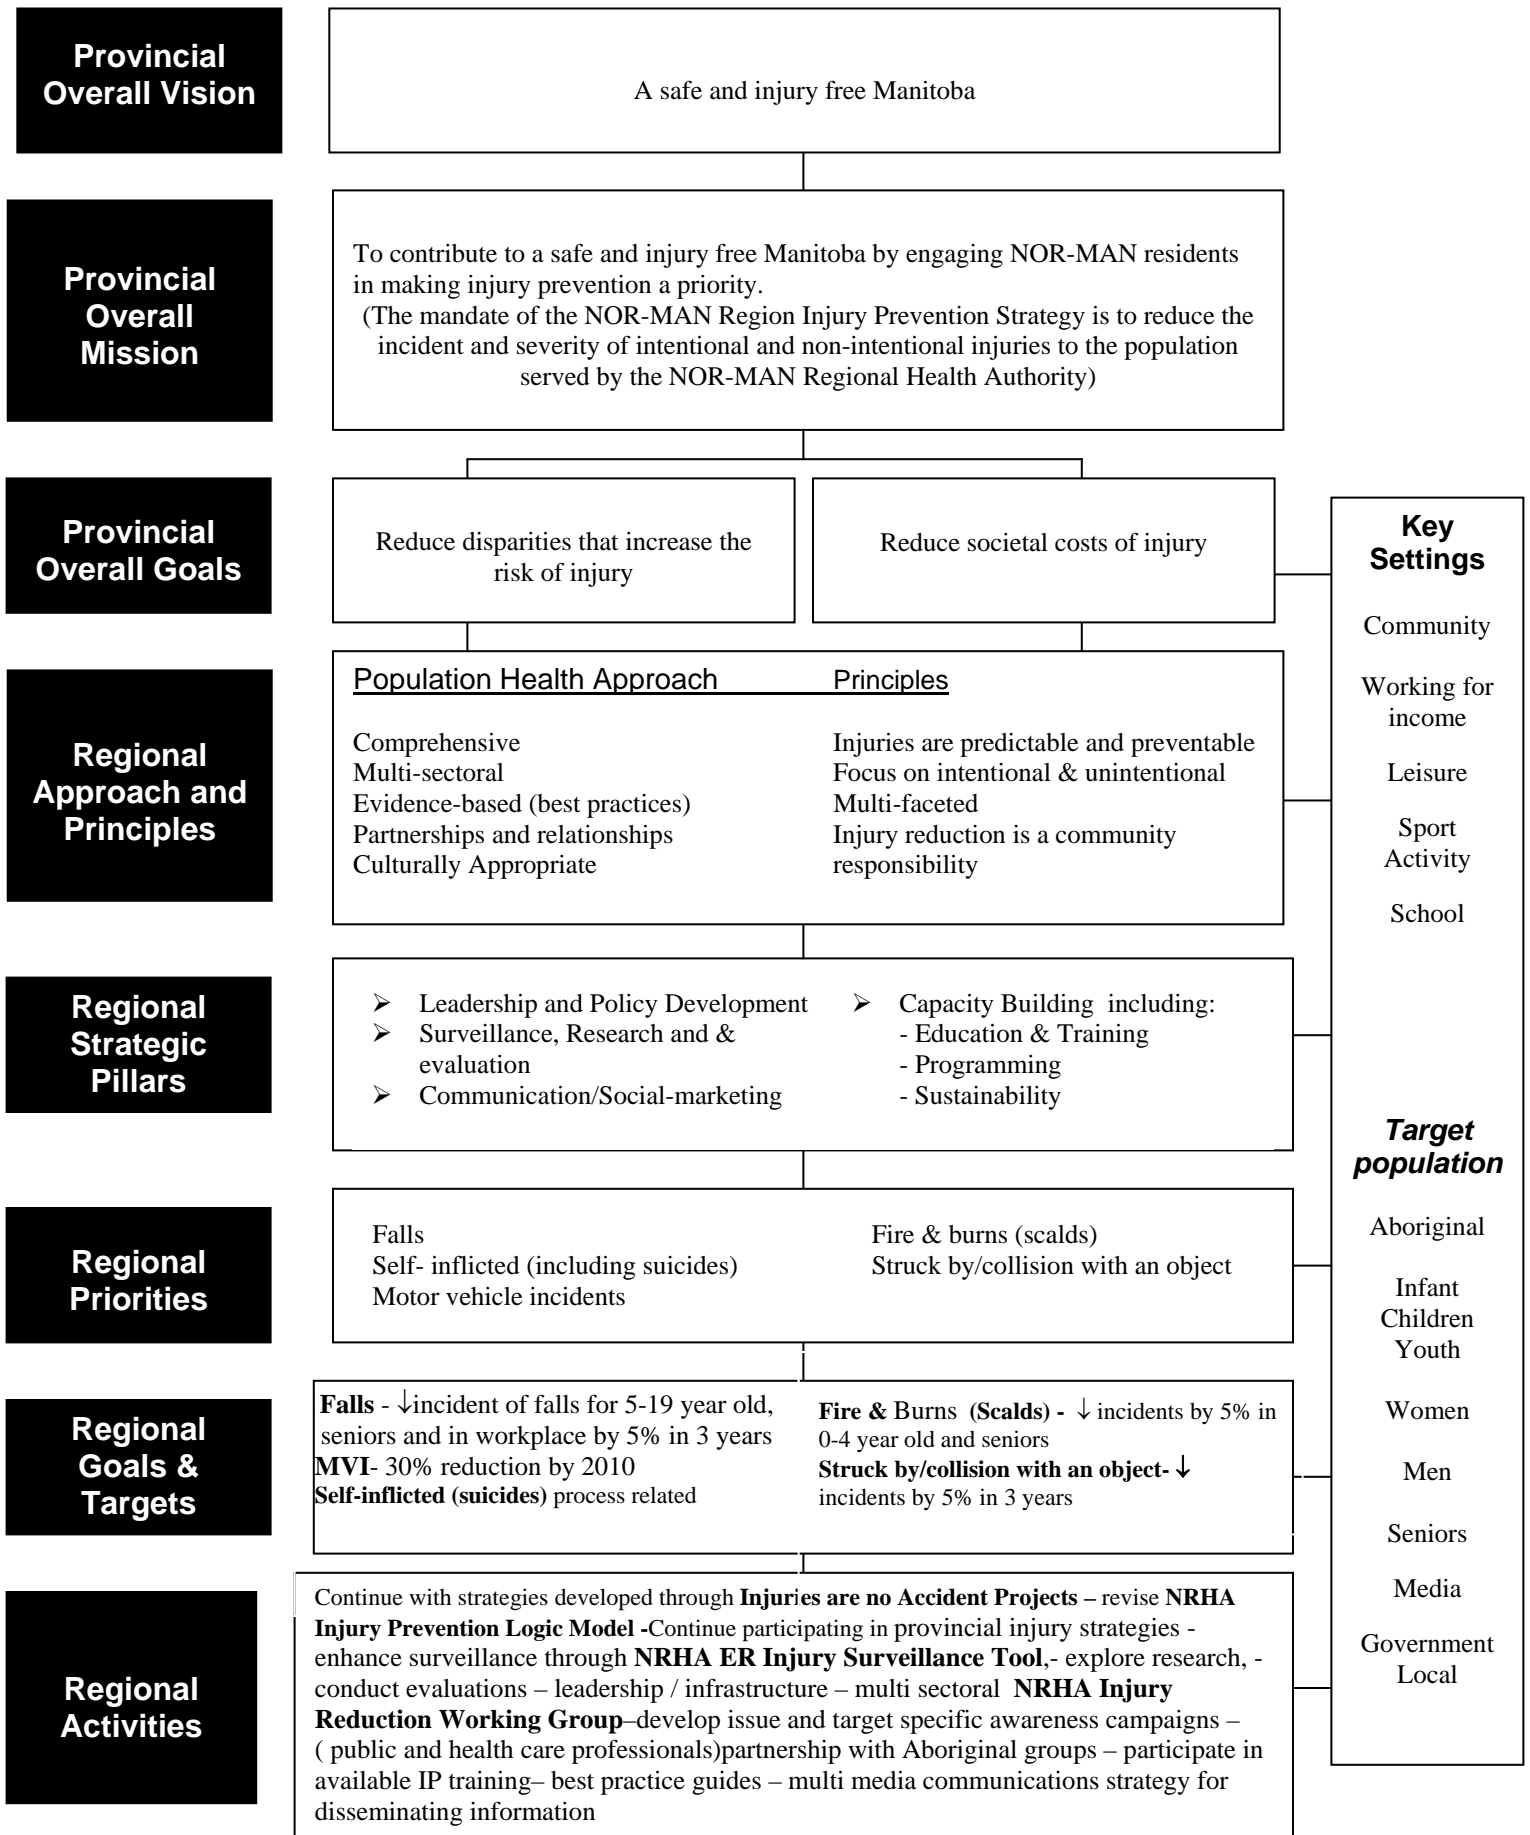 Provincial
Overall Vision
A safe and injury free Manitoba
Provincial
Overall
Mission
To contribute to a safe and injury free Manitoba by engaging NOR-MAN residents
in making injury prevention a priority.
(The mandate of the NOR-MAN Region Injury Prevention Strategy is to reduce the
incident and severity of intentional and non-intentional injuries to the population
served by the NOR-MAN Regional Health Authority)
Provincial
Overall Goals
Reduce disparities that increase the
risk of injury
Reduce societal costs of injury
Regional
Approach and
Principles
Population Health Approach
Comprehensive
Multi-sectoral
Evidence-based (best practices)
Partnerships and relationships
Culturally Appropriate
Principles
Injuries are predictable and preventable
Focus on intentional & unintentional
Multi-faceted
Injury reduction is a community
responsibility
Regional
Strategic
Pillars
➢ Leadership and Policy Development
➢ Surveillance, Research and &
evaluation
➢ Communication/Social-marketing
➢ Capacity Building including:
- Education & Training
- Programming
- Sustainability
Regional
Priorities
Falls
Self- inflicted (including suicides)
Motor vehicle incidents
Fire & burns (scalds)
Struck by/collision with an object
Regional
Goals &
Targets
Falls - ↓incident of falls for 5-19 year old,
seniors and in workplace by 5% in 3 years
MVI- 30% reduction by 2010
Self-inflicted (suicides) process related
Fire & Burns (Scalds) - ↓ incidents by 5% in
0-4 year old and seniors
Struck by/collision with an object- ↓
incidents by 5% in 3 years
Regional
Activities
Continue with strategies developed through Injuries are no Accident Projects – revise NRHA
Injury Prevention Logic Model -Continue participating in provincial injury strategies -
enhance surveillance through NRHA ER Injury Surveillance Tool,- explore research, -
conduct evaluations – leadership / infrastructure – multi sectoral NRHA Injury
Reduction Working Group–develop issue and target specific awareness campaigns –
( public and health care professionals)partnership with Aboriginal groups – participate in
available IP training– best practice guides – multi media communications strategy for
disseminating information
Key
Settings
Community
Working for
income
Leisure
Sport
Activity
School
Target
population
Aboriginal
Infant
Children
Youth
Women
Men
Seniors
Media
Government
Local